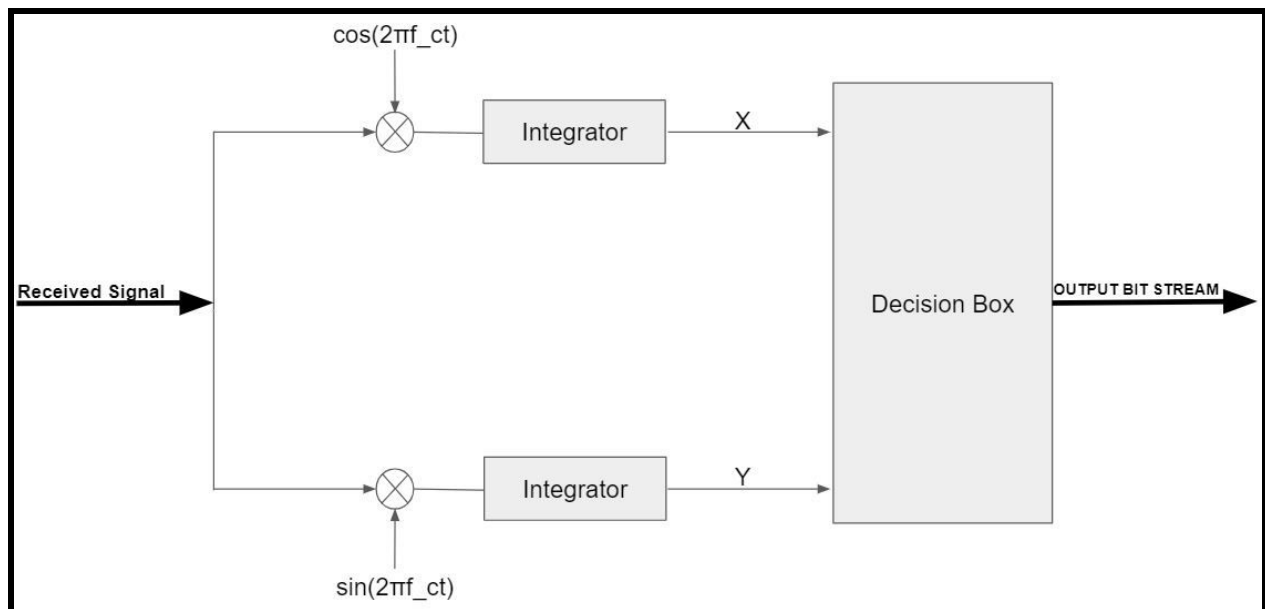 cos(2πf_ct)
Integrator
X
Received Signal
Decision Box
OUTPUT BIT STREAM
Integrator
Y
sin(2πf_ct)